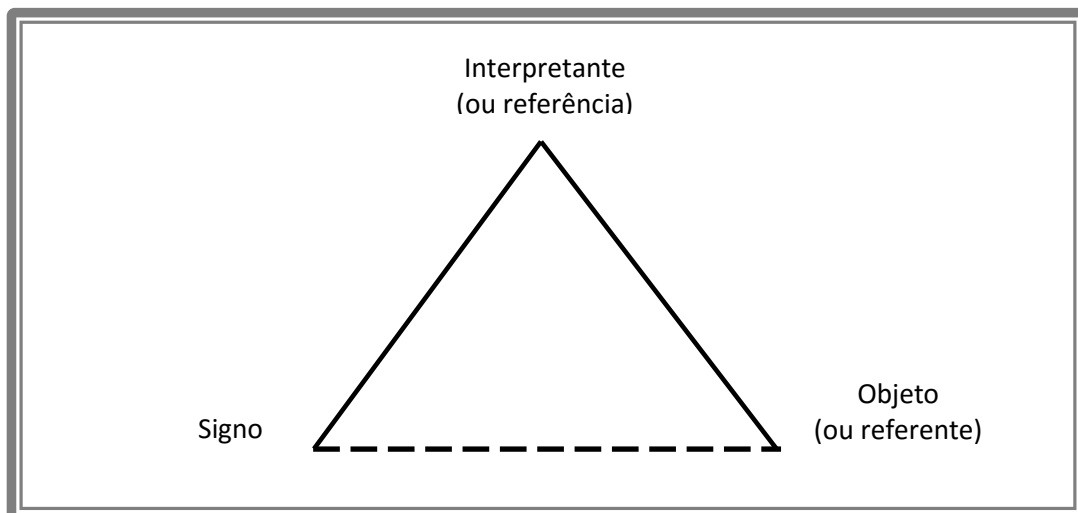 Interpretante
(ou referência)
Signo
Objeto
(ou referente)